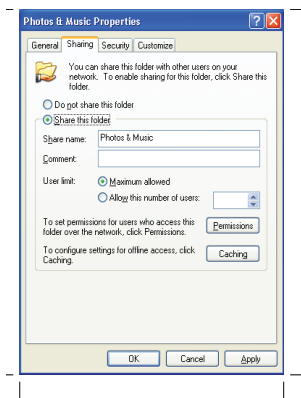 Photos & Music Properties
General Sharing Security Customize
You can share this folder with other users on your
network. To enable sharing for this folder, click Share this
folder.
Do not share this folder
Share this folder
Share name: Photos & Music
Comment:
User limit: Maximum allowed
Allow this number of users:
To set permissions for users who access this
folder over the network, click Permissions.
Permissions
To configure settings for offline access, click
Caching.
Caching
OK Cancel Apply